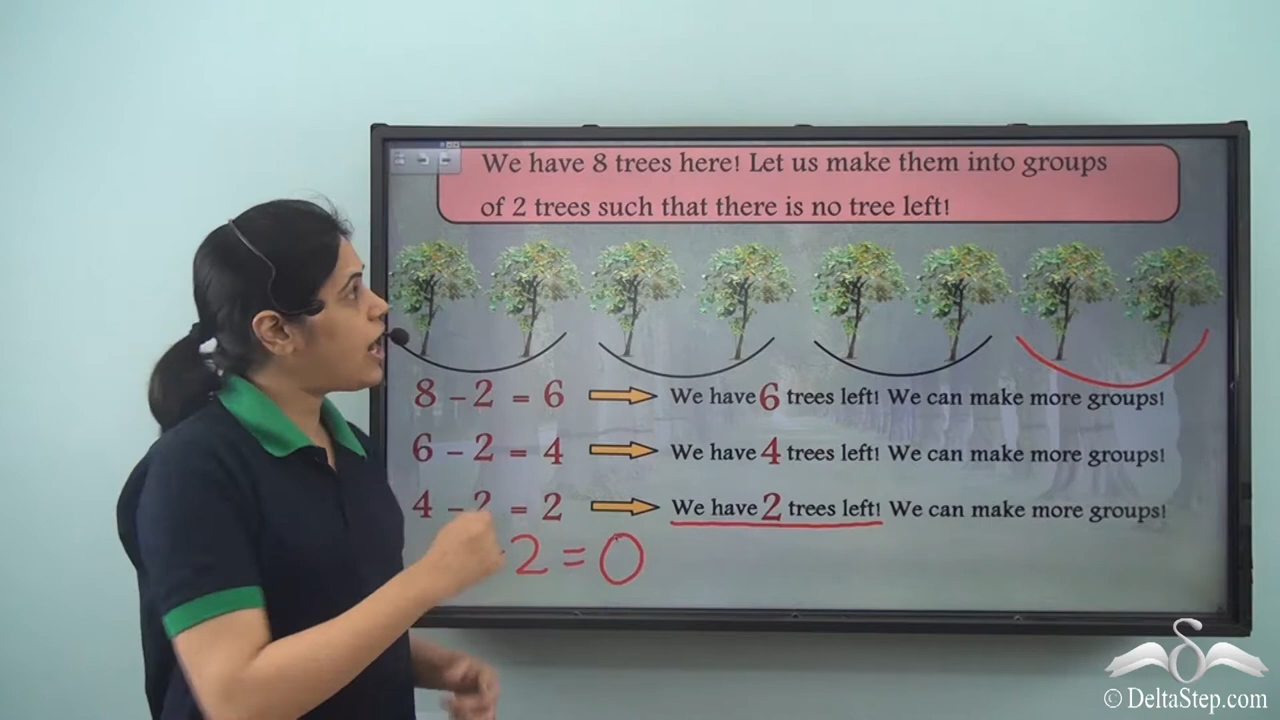 We have 8 trees here! Let us make them into groups
of 2 trees such that there is no tree left!
8 - 2 = 6 We have 6 trees left! We can make more groups!
6 - 2 = 4 We have 4 trees left! We can make more groups!
4 - 2 = 2 We have 2 trees left! We can make more groups!
- 2 = 0
© DeltaStep.com